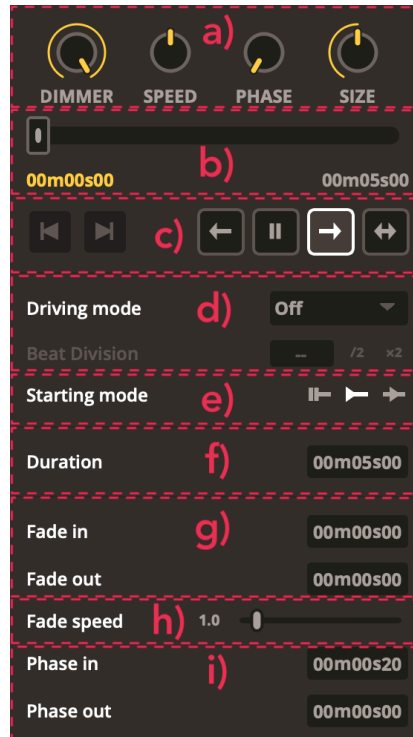 a)
DIMMER SPEED PHASE SIZE
b)
00m00s00 00m05s00
c)
Driving mode d) Off
Beat Division -- /2 ×2
Starting mode e)
Duration f) 00m05s00
Fade in g) 00m00s00
Fade out 00m00s00
Fade speed h) 1.0
Phase in i) 00m00s20
Phase out 00m00s00